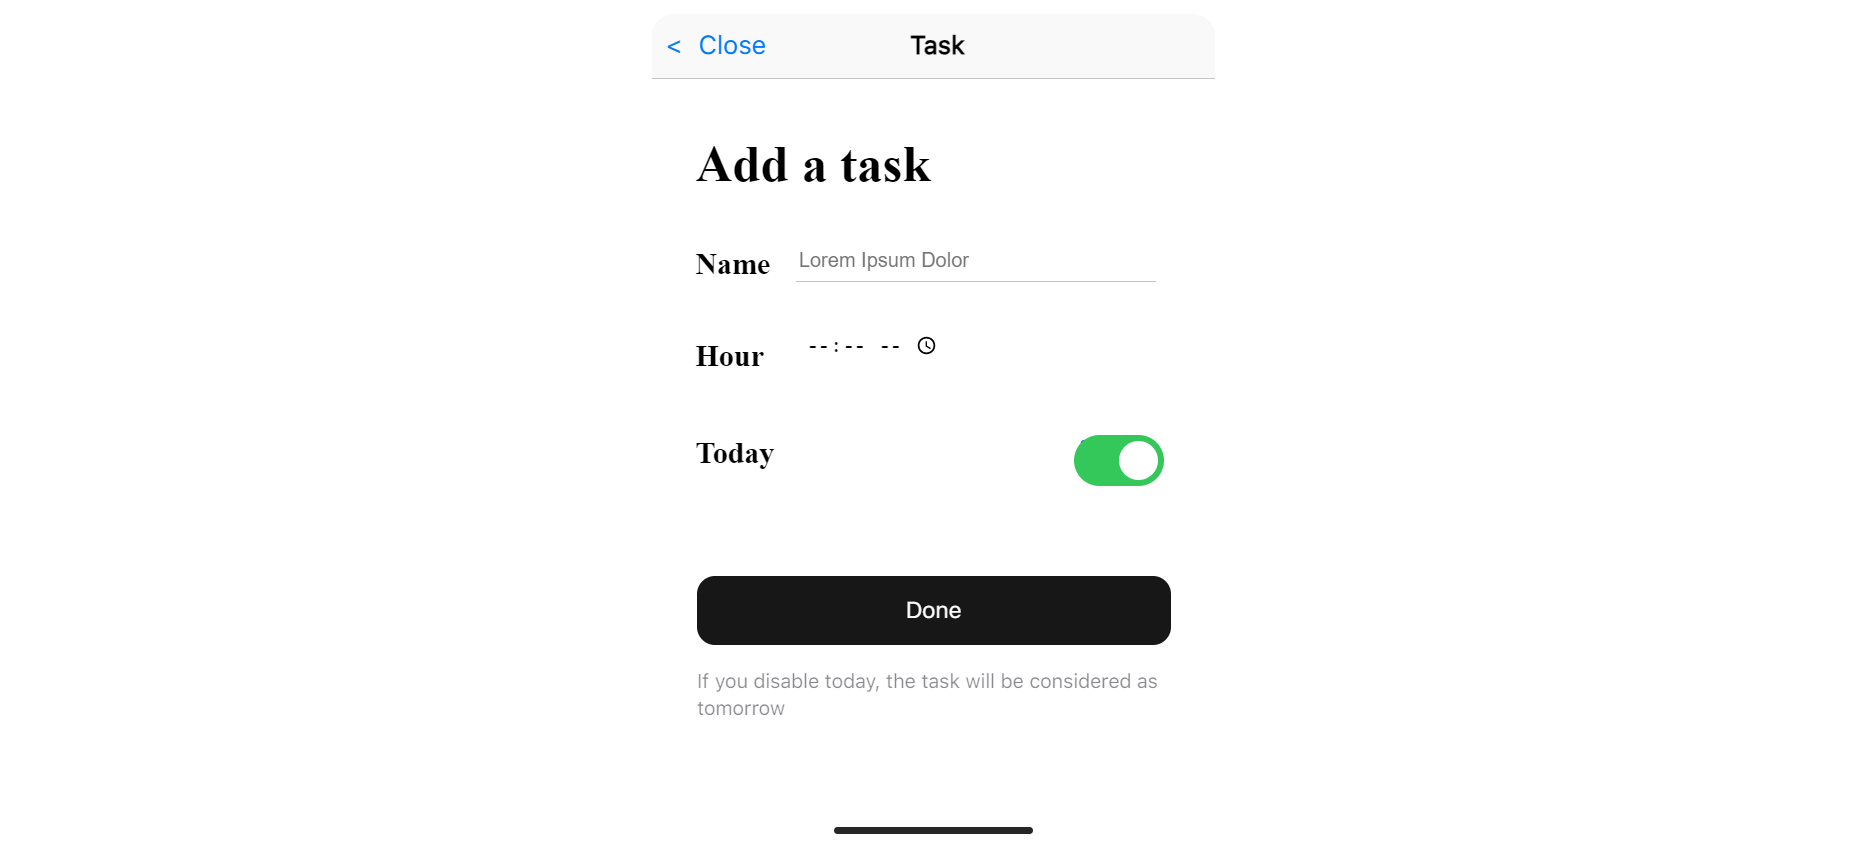 < Close Task
Add a task
Name Lorem Ipsum Dolor
Hour --:-- --
Today
Done
If you disable today, the task will be considered as
tomorrow